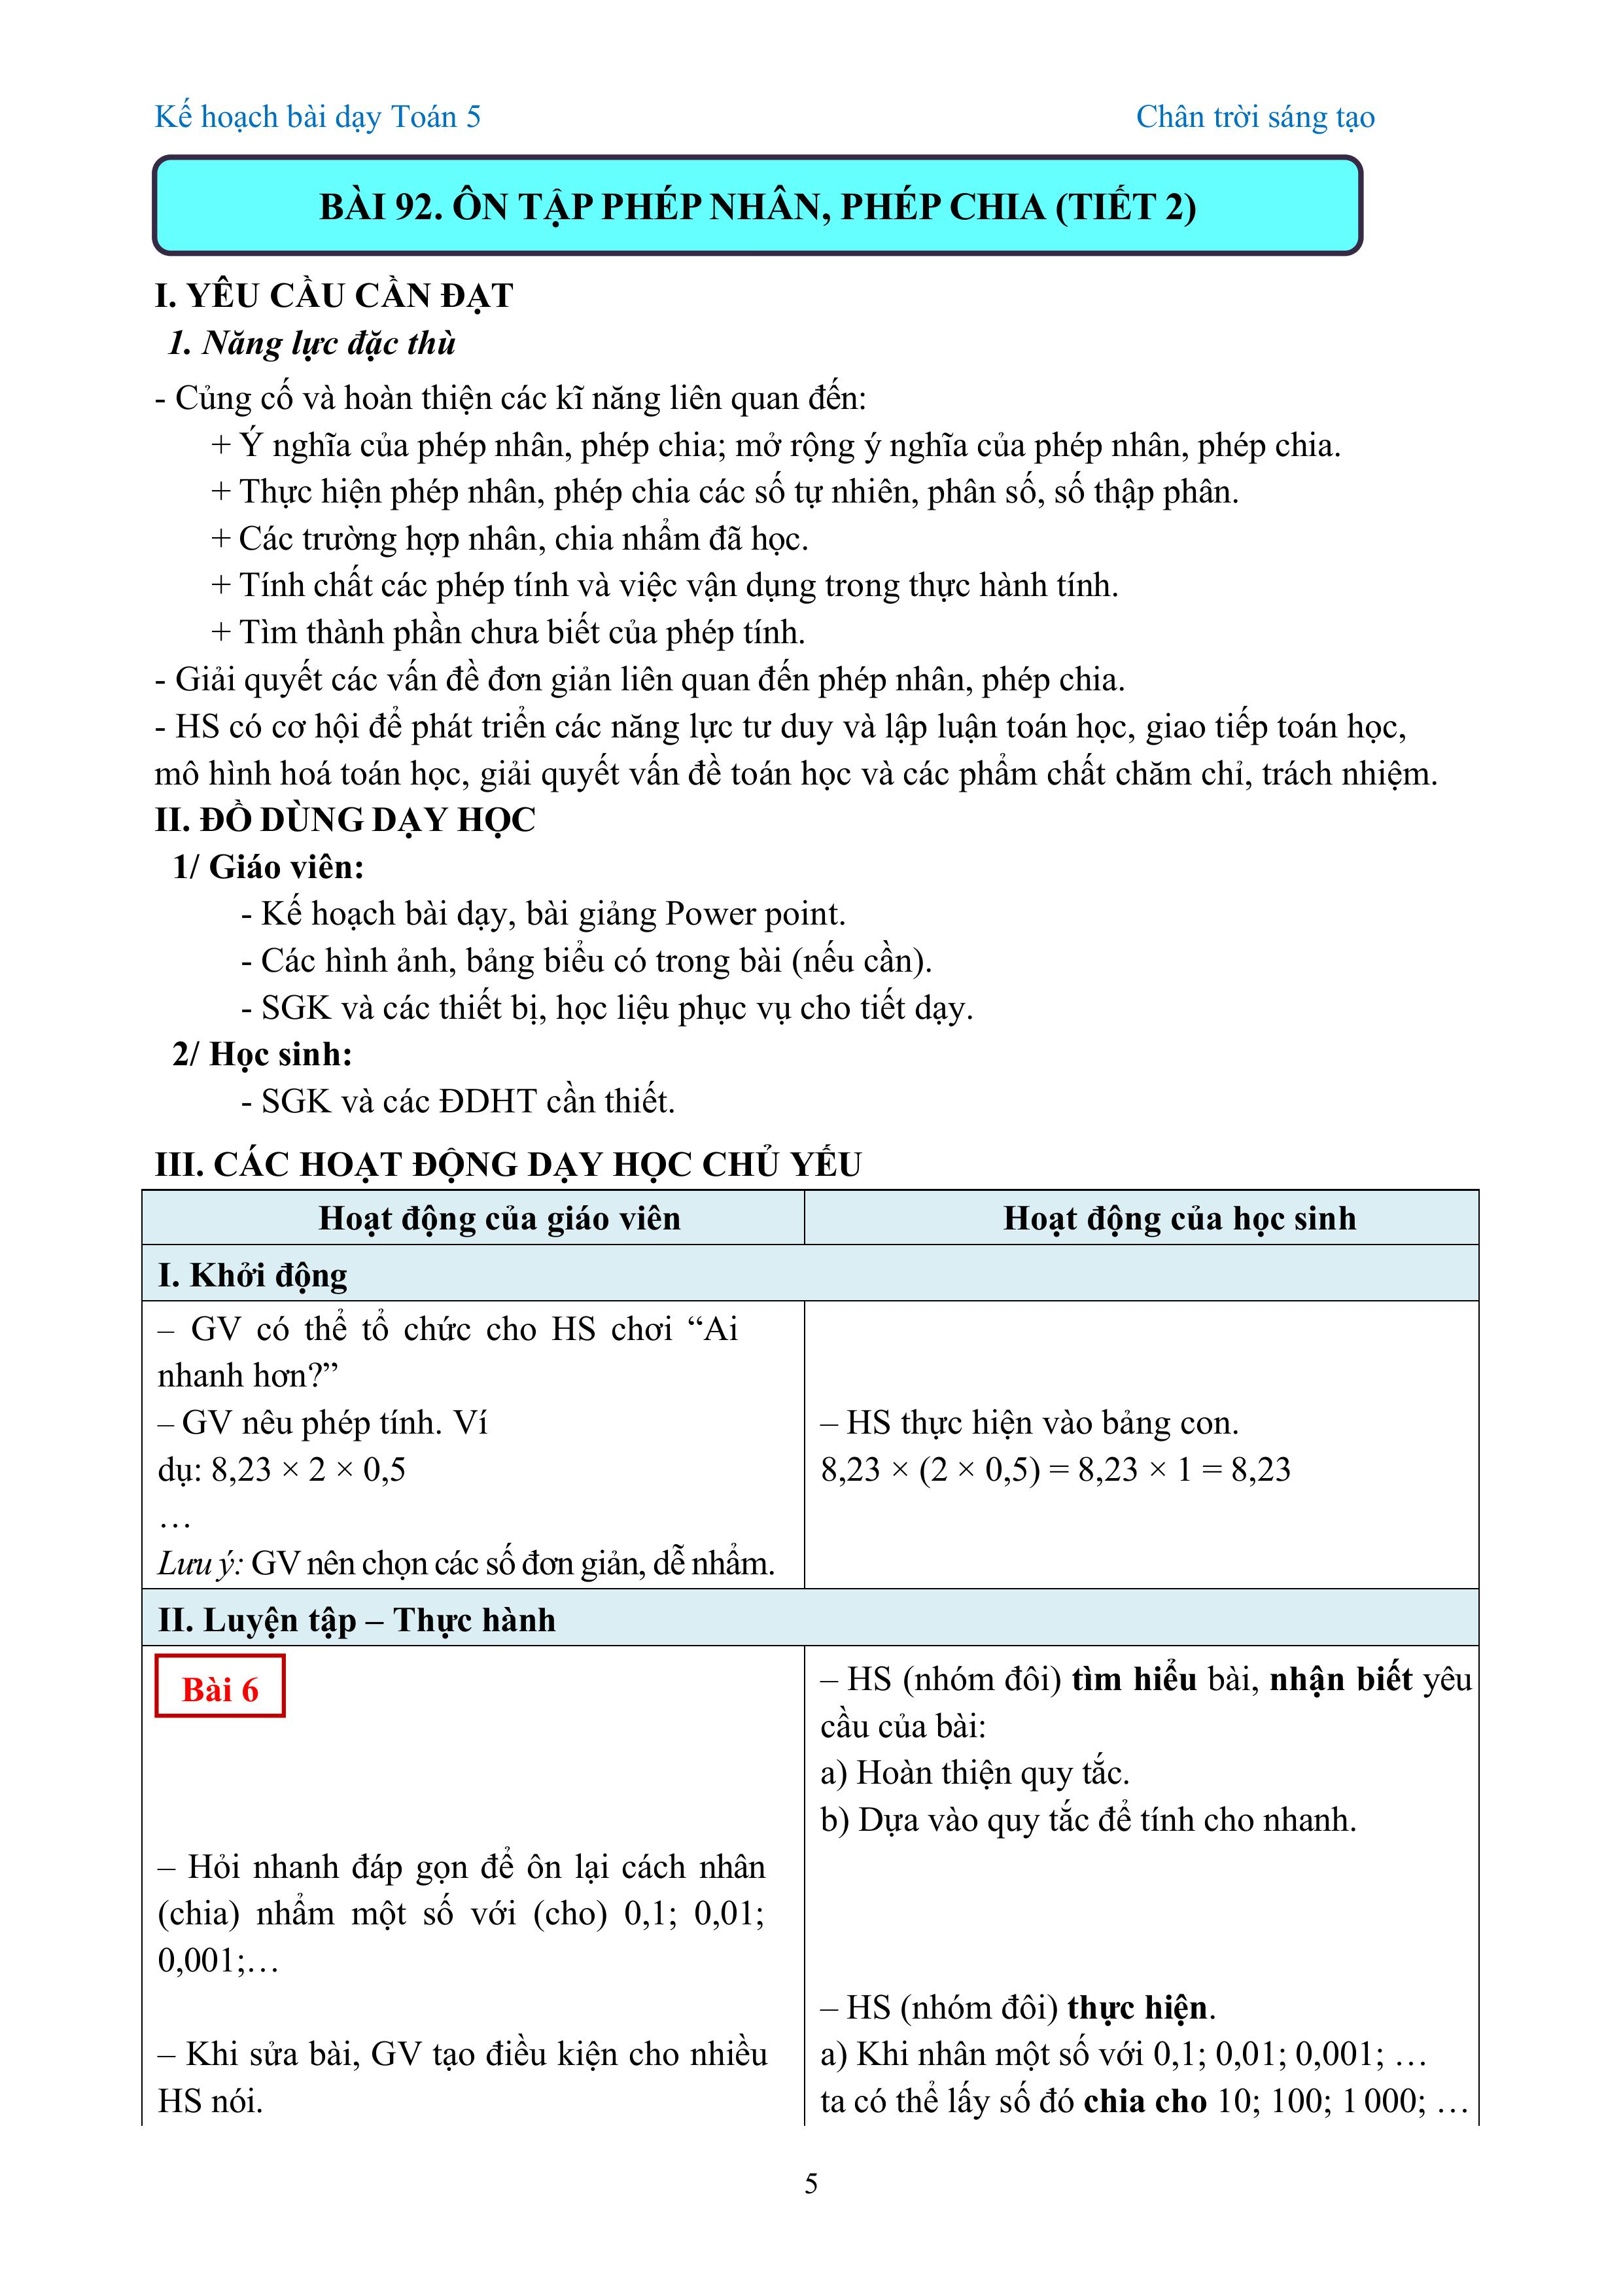 Kế hoạch bài dạy Toán 5 Chân trời sáng tạo
BÀI 92. ÔN TẬP PHÉP NHÂN, PHÉP CHIA (TIẾT 2)
I. YÊU CẦU CẦN ĐẠT
1. Năng lực đặc thù
- Củng cố và hoàn thiện các kĩ năng liên quan đến:
+ Ý nghĩa của phép nhân, phép chia; mở rộng ý nghĩa của phép nhân, phép chia.
+ Thực hiện phép nhân, phép chia các số tự nhiên, phân số, số thập phân.
+ Các trường hợp nhân, chia nhẩm đã học.
+ Tính chất các phép tính và việc vận dụng trong thực hành tính.
+ Tìm thành phần chưa biết của phép tính.
- Giải quyết các vấn đề đơn giản liên quan đến phép nhân, phép chia.
- HS có cơ hội để phát triển các năng lực tư duy và lập luận toán học, giao tiếp toán học,
mô hình hoá toán học, giải quyết vấn đề toán học và các phẩm chất chăm chỉ, trách nhiệm.
II. ĐỒ DÙNG DẠY HỌC
1/ Giáo viên:
- Kế hoạch bài dạy, bài giảng Power point.
- Các hình ảnh, bảng biểu có trong bài (nếu cần).
- SGK và các thiết bị, học liệu phục vụ cho tiết dạy.
2/ Học sinh:
- SGK và các ĐDHT cần thiết.
III. CÁC HOẠT ĐỘNG DẠY HỌC CHỦ YẾU
Hoạt động của giáo viên
Hoạt động của học sinh
I. Khởi động
– GV có thể tổ chức cho HS chơi “Ai
nhanh hơn?”
– GV nêu phép tính. Ví
dụ: 8,23 × 2 × 0,5
…
Lưu ý: GV nên chọn các số đơn giản, dễ nhẩm.
– HS thực hiện vào bảng con.
8,23 × (2 × 0,5) = 8,23 × 1 = 8,23
II. Luyện tập – Thực hành
Bài 6
– Hỏi nhanh đáp gọn để ôn lại cách nhân
(chia) nhẩm một số với (cho) 0,1; 0,01;
0,001;…
– Khi sửa bài, GV tạo điều kiện cho nhiều
HS nói.
– HS (nhóm đôi) tìm hiểu bài, nhận biết yêu
cầu của bài:
a) Hoàn thiện quy tắc.
b) Dựa vào quy tắc để tính cho nhanh.
– HS (nhóm đôi) thực hiện.
a) Khi nhân một số với 0,1; 0,01; 0,001; …
ta có thể lấy số đó chia cho 10; 100; 1 000; …
5